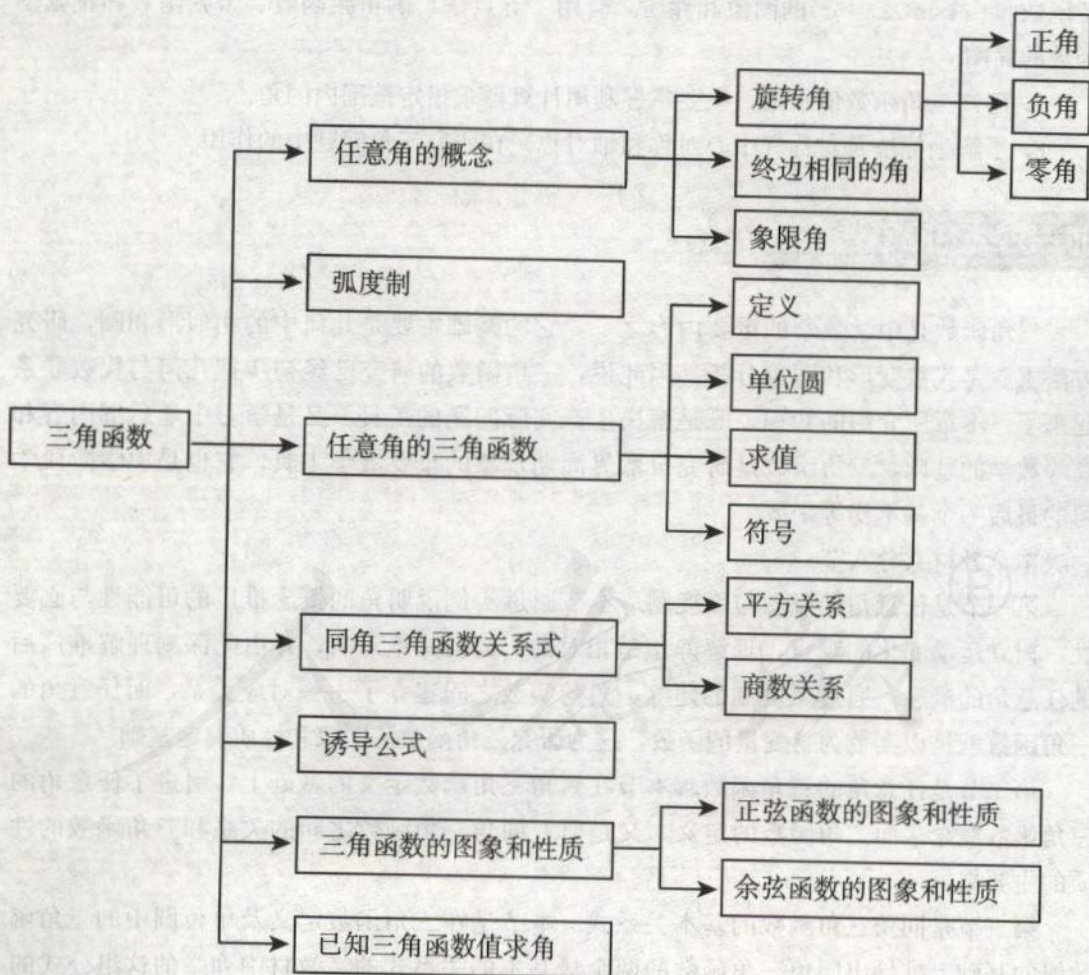 三角函数
任意角的概念
旋转角
正角
负角
零角
终边相同的角
象限角
弧度制
任意角的三角函数
定义
单位圆
求值
符号
同角三角函数关系式
平方关系
商数关系
诱导公式
三角函数的图象和性质
正弦函数的图象和性质
余弦函数的图象和性质
已知三角函数值求角